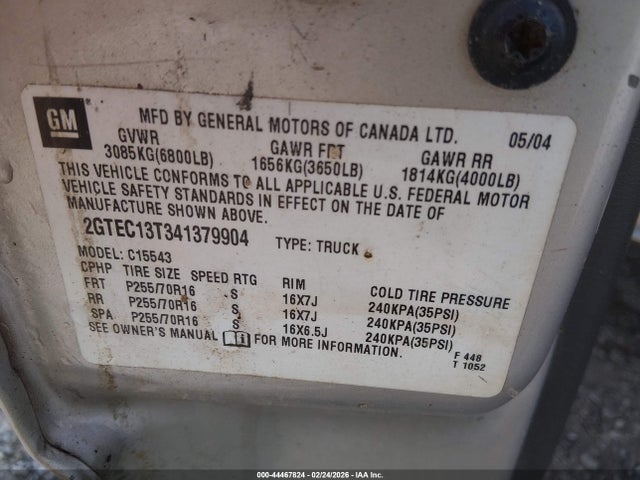 GM
MFD BY GENERAL MOTORS OF CANADA LTD. 05/04
GVWR GAWR FRT GAWR RR
3085KG(6800LB) 1656KG(3650LB) 1814KG(4000LB)
THIS VEHICLE CONFORMS TO ALL APPLICABLE U.S. FEDERAL MOTOR
VEHICLE SAFETY STANDARDS IN EFFECT ON THE DATE OF
MANUFACTURE SHOWN ABOVE.
2GTEC13T341379904 TYPE: TRUCK
MODEL: C15543
CPHP TIRE SIZE SPEED RTG RIM COLD TIRE PRESSURE
FRT P255/70R16 S 16X7J 240KPA(35PSI)
RR P255/70R16 S 16X7J 240KPA(35PSI)
SPA P255/70R16 S 16X6.5J 240KPA(35PSI)
SEE OWNER'S MANUAL FOR MORE INFORMATION.
F 448
T 1052
000-44467824 - 02/24/2026 - IAA Inc.